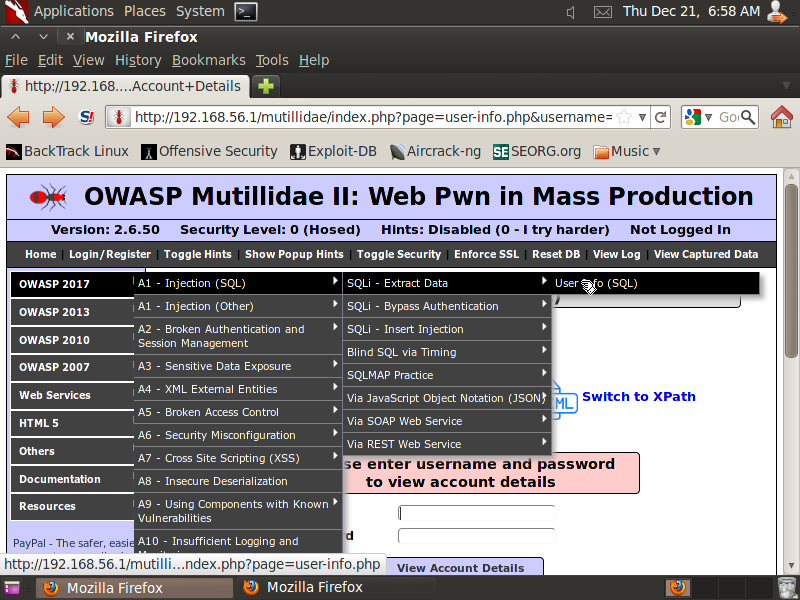 Applications Places System Thu Dec 21, 6:58 AM
Mozilla Firefox
File Edit View History Bookmarks Tools Help
http://192.168....Account+Details
http://192.168.56.1/mutillidae/index.php?page=user-info.php&username= Go
BackTrack Linux Offensive Security Exploit-DB Aircrack-ng SEORG.org Music
OWASP Mutillidae II: Web Pwn in Mass Production
Version: 2.6.50 Security Level: 0 (Hosed) Hints: Disabled (0 - I try harder) Not Logged In
Home | Login/Register | Toggle Hints | Show Popup Hints | Toggle Security | Enforce SSL | Reset DB | View Log | View Captured Data
OWASP 2017
OWASP 2013
OWASP 2010
OWASP 2007
Web Services
HTML 5
Others
Documentation
Resources
PayPal - The safer, easie
A1 - Injection (SQL)
A1 - Injection (Other)
A2 - Broken Authentication and
Session Management
A3 - Sensitive Data Exposure
A4 - XML External Entities
A5 - Broken Access Control
A6 - Security Misconfiguration
A7 - Cross Site Scripting (XSS)
A8 - Insecure Deserialization
A9 - Using Components with Known
Vulnerabilities
A10 - Insufficient Logging and
SQLi - Extract Data
SQLi - Bypass Authentication
SQLi - Insert Injection
Blind SQL via Timing
SQLMAP Practice
Via JavaScript Object Notation (JSON)
Via SOAP Web Service
Via REST Web Service
User Info (SQL)
ML Switch to XPath
se enter username and password
to view account details
d
View Account Details
http://192.168.56.1/mutilli...ndex.php?page=user-info.php
Mozilla Firefox Mozilla Firefox